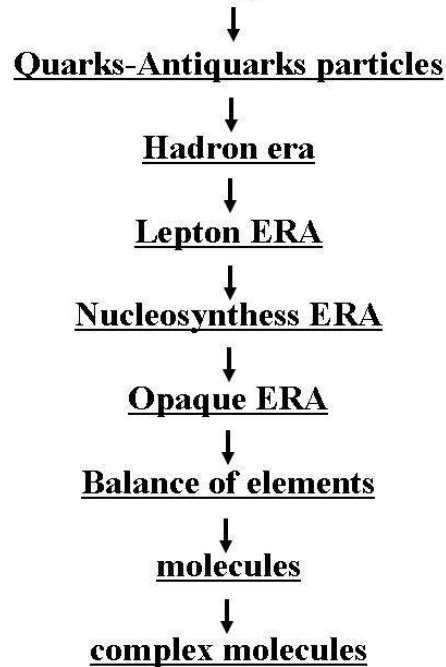 Quarks-Antiquarks particles
Hadron era
Lepton ERA
Nucleosynthess ERA
Opaque ERA
Balance of elements
molecules
complex molecules